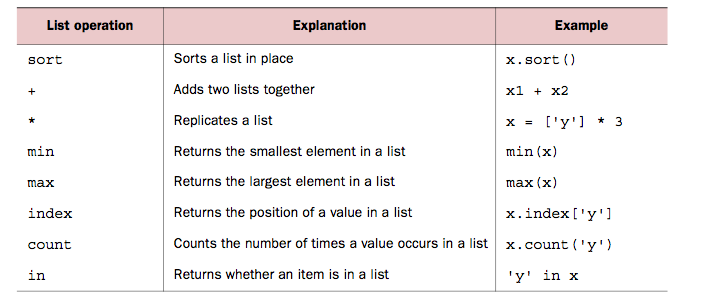 List operation Explanation Example
sort Sorts a list in place x.sort()
+ Adds two lists together x1 + x2
* Replicates a list x = ['y'] * 3
min Returns the smallest element in a list min(x)
max Returns the largest element in a list max(x)
index Returns the position of a value in a list x.index['y']
count Counts the number of times a value occurs in a list x.count('y')
in Returns whether an item is in a list 'y' in x